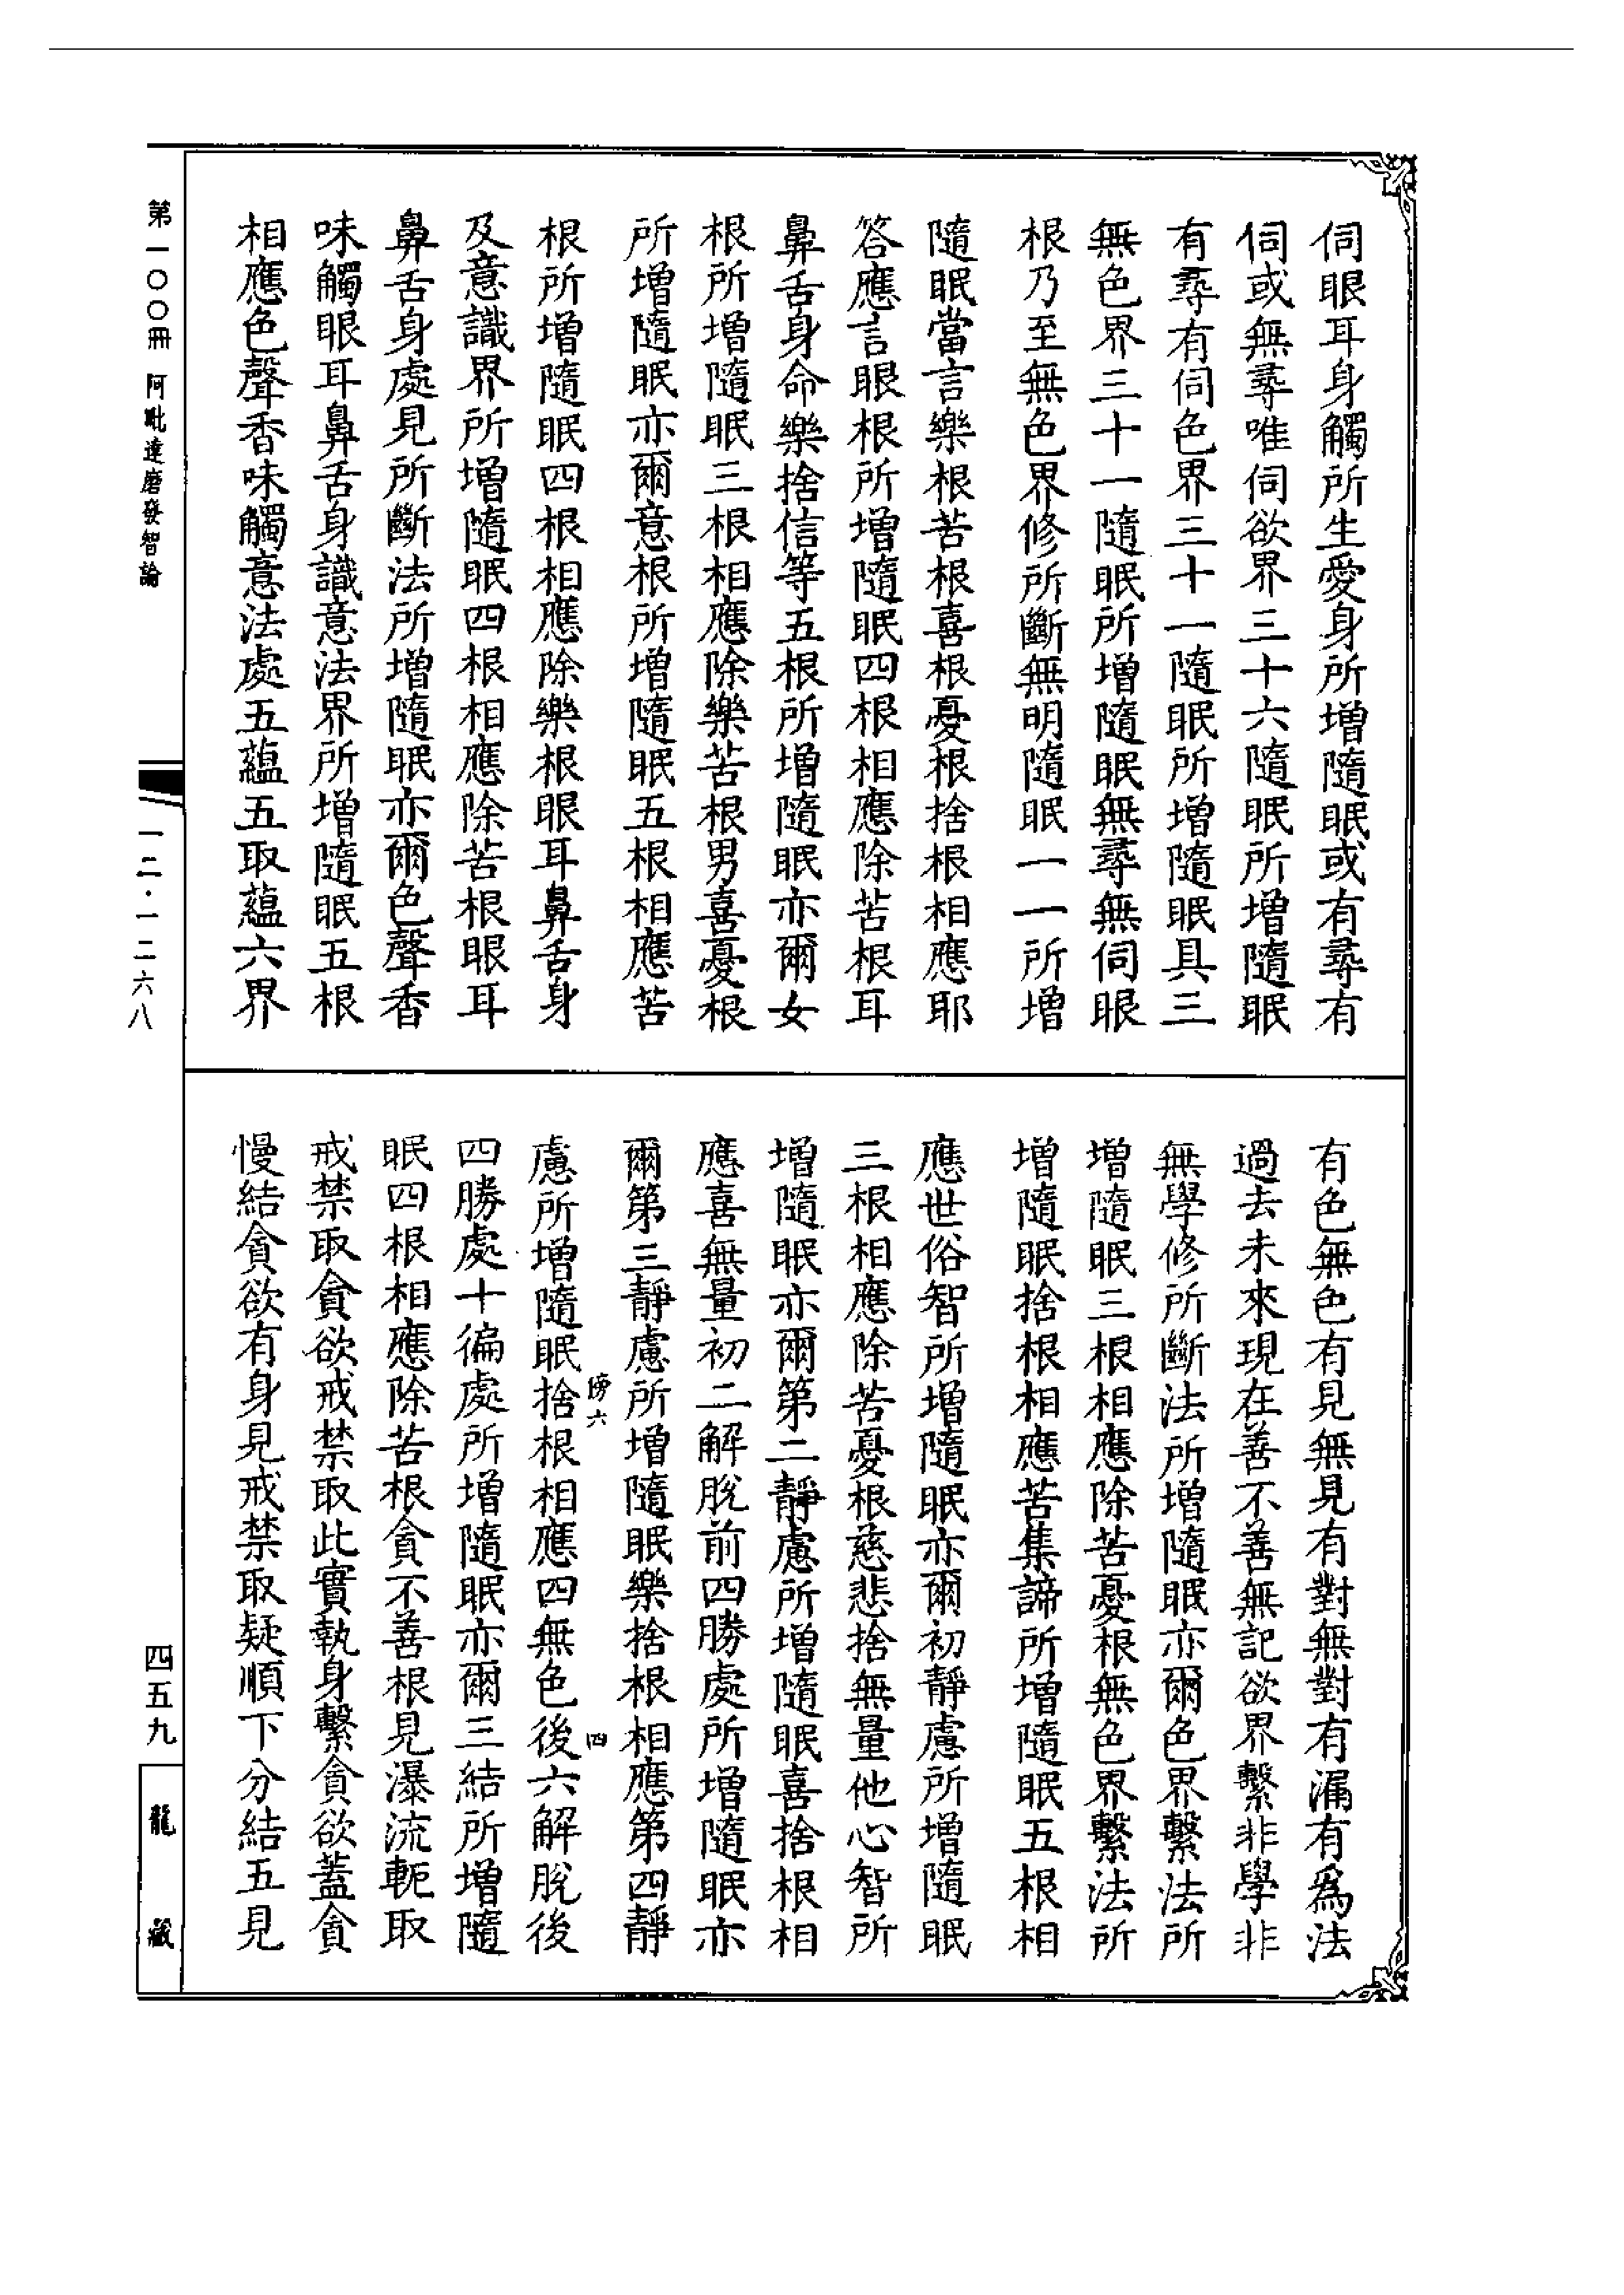 伺眼耳身觸所生愛身所增隨眠或有尋有
伺或無尋唯伺欲界三十六隨眠所增隨眠
有尋有伺色界三十一隨眠所增隨眠具三
無色界三十一隨眠所增隨眠無尋無伺眼
根乃至無色界修所斷無明隨眠一一所增
隨眠當言樂根苦根喜根憂根捨根相應耶
答應言眼根所增隨眠四根相應除苦根耳
鼻舌身命樂捨信等五根所增隨眠亦爾女
根所增隨眠三根相應除樂苦根男喜憂根
所增隨眠亦爾意根所增隨眠五根相應苦
根所增隨眠四根相應除樂根眼耳鼻舌身
及意識界所增隨眠四根相應除苦根眼耳
鼻舌身處見所斷法所增隨眠亦爾色聲香
味觸眼耳鼻舌身識意法界所增隨眠五根
相應色聲香味觸意法處五蘊五取蘊六界
有色無色有見無見有對無對有漏有為法
過去未來現在善不善無記欲界繫非學非
無學修所斷法所增隨眠亦爾色界繫法所
增隨眠三根相應除苦憂根無色界繫法所
增隨眠捨根相應苦集諦所增隨眠五根相
應世俗智所增隨眠亦爾初靜慮所增隨眠
三根相應除苦憂根慈悲捨無量他心智所
增隨眠亦爾第二靜慮所增隨眠喜捨根相
應喜無量初二解脫前四勝處所增隨眠亦
爾第三靜慮所增隨眠樂捨根相應第四靜
傍六
四
慮所增隨眠捨根相應四無色後六解脫後
四勝處十徧處所增隨眠亦爾三結所增隨
眠四根相應除苦根貪不善根見瀑流軛取
戒禁取貪欲戒禁取此實執身繫貪欲蓋貪
慢結貪欲有身見戒禁取疑順下分結五見
第一〇〇冊 阿毗達磨發智論
一二·一二六八
四五九
龍藏